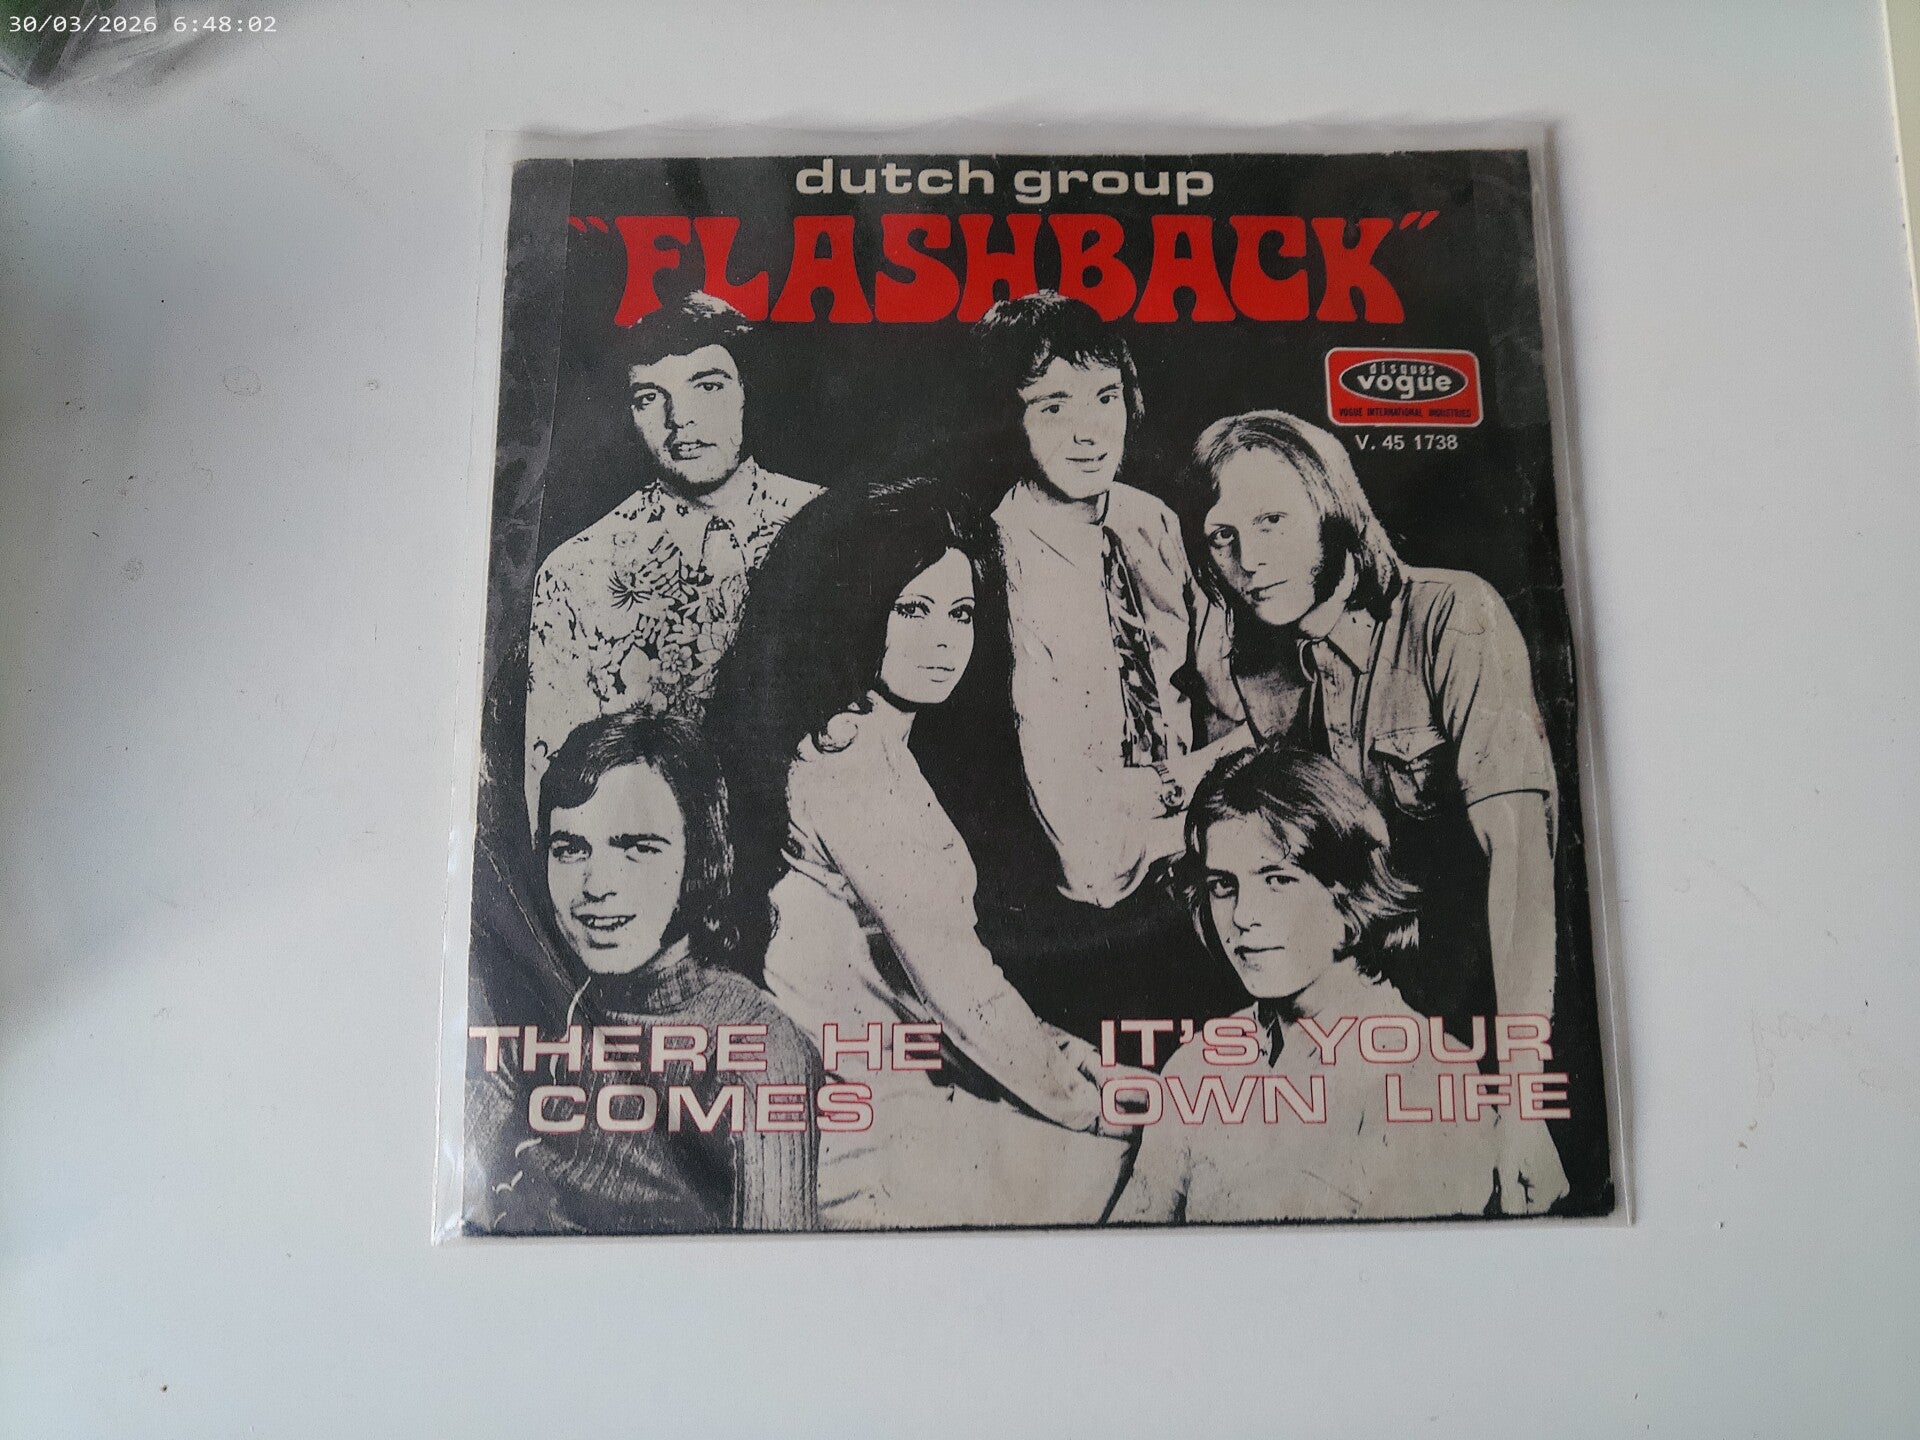 30/03/2026 6:48:02
dutch group
"FLASHBACK"
disques
vogue
VOGUE INTERNATIONAL INDUSTRIES
V. 45 1738
THERE HE
COMES
IT'S YOUR
OWN LIFE